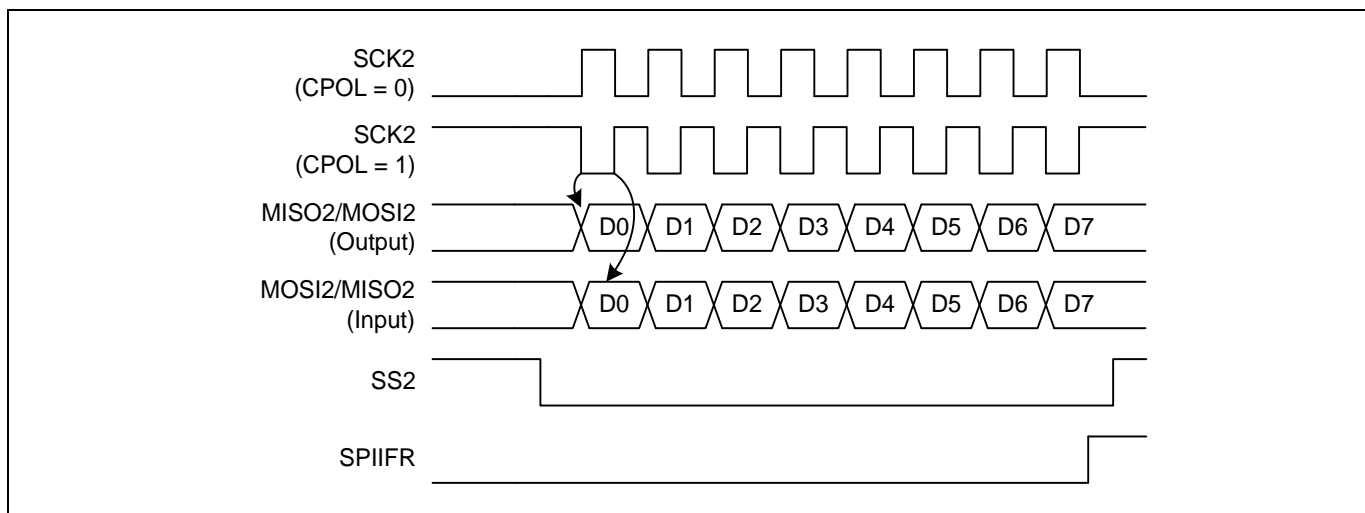 SCK2
(CPOL = 0)
SCK2
(CPOL = 1)
MISO2/MOSI2
(Output)
D0 D1 D2 D3 D4 D5 D6 D7
MOSI2/MISO2
(Input)
D0 D1 D2 D3 D4 D5 D6 D7
SS2
SPIIFR